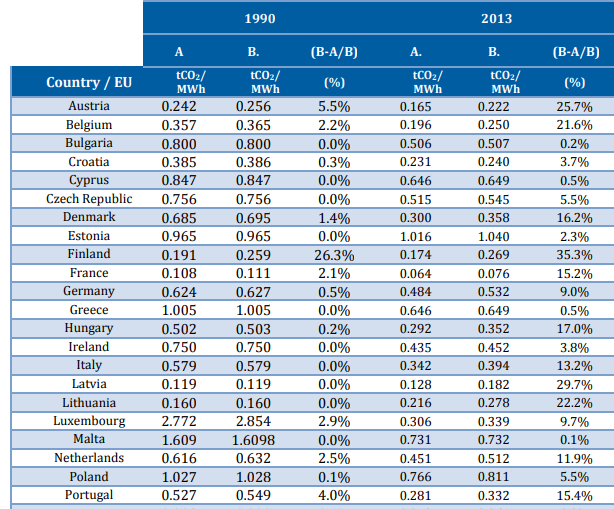 1990 2013
A B. (B-A/B) A. B. (B-A/B)
Country / EU tCO₂/ MWh tCO₂/ MWh (%) tCO₂/ MWh tCO₂/ MWh (%)
Austria 0.242 0.256 5.5% 0.165 0.222 25.7%
Belgium 0.357 0.365 2.2% 0.196 0.250 21.6%
Bulgaria 0.800 0.800 0.0% 0.506 0.507 0.2%
Croatia 0.385 0.386 0.3% 0.231 0.240 3.7%
Cyprus 0.847 0.847 0.0% 0.646 0.649 0.5%
Czech Republic 0.756 0.756 0.0% 0.515 0.545 5.5%
Denmark 0.685 0.695 1.4% 0.300 0.358 16.2%
Estonia 0.965 0.965 0.0% 1.016 1.040 2.3%
Finland 0.191 0.259 26.3% 0.174 0.269 35.3%
France 0.108 0.111 2.1% 0.064 0.076 15.2%
Germany 0.624 0.627 0.5% 0.484 0.532 9.0%
Greece 1.005 1.005 0.0% 0.646 0.649 0.5%
Hungary 0.502 0.503 0.2% 0.292 0.352 17.0%
Ireland 0.750 0.750 0.0% 0.435 0.452 3.8%
Italy 0.579 0.579 0.0% 0.342 0.394 13.2%
Latvia 0.119 0.119 0.0% 0.128 0.182 29.7%
Lithuania 0.160 0.160 0.0% 0.216 0.278 22.2%
Luxembourg 2.772 2.854 2.9% 0.306 0.339 9.7%
Malta 1.609 1.6098 0.0% 0.731 0.732 0.1%
Netherlands 0.616 0.632 2.5% 0.451 0.512 11.9%
Poland 1.027 1.028 0.1% 0.766 0.811 5.5%
Portugal 0.527 0.549 4.0% 0.281 0.332 15.4%